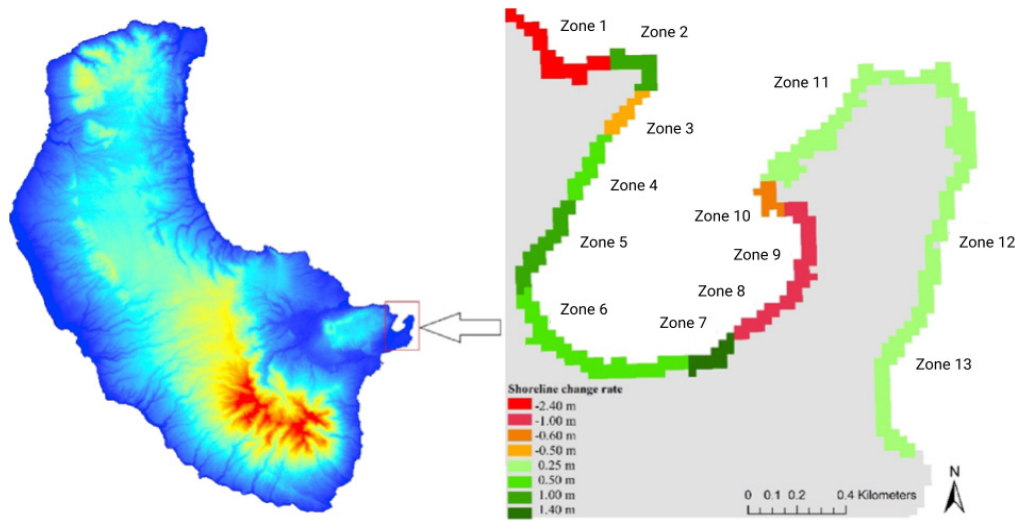 Zone 1
Zone 2
Zone 3
Zone 4
Zone 5
Zone 6
Zone 7
Zone 8
Zone 9
Zone 10
Zone 11
Zone 12
Zone 13
Shoreline change rate
-2.40 m
-1.00 m
-0.60 m
-0.50 m
0.25 m
0.50 m
1.00 m
1.40 m
0 0.1 0.2 0.4 Kilometers
N